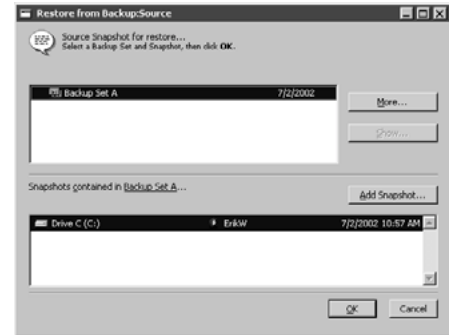 Restore from Backup:Source
Source Snapshot for restore...
Select a Backup Set and Snapshot, then click OK.
Backup Set A 7/2/2002
More...
Show...
Snapshots contained in Backup Set A...
Add Snapshot...
Drive C (C:) ErikW 7/2/2002 10:57 AM
OK Cancel